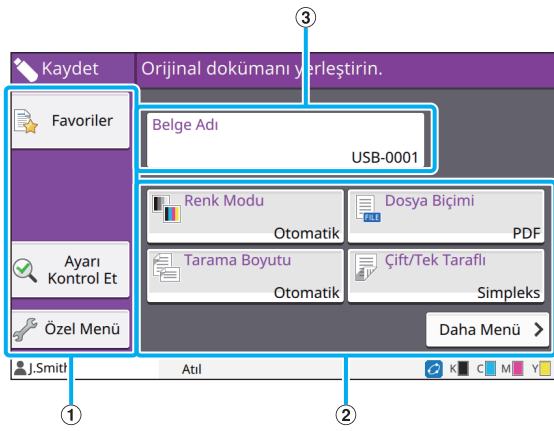 3
Kaydet
Orijinal dokümanı yerleştirin.
Favoriler
Belge Adı
USB-0001
Renk Modu
Otomatik
Dosya Biçimi
FILE
PDF
Ayarı
Kontrol Et
Tarama Boyutu
Otomatik
Çift/Tek Taraflı
Simpleks
Özel Menü
Daha Menü
J.Smith
Atıl
K C M Y
1
2